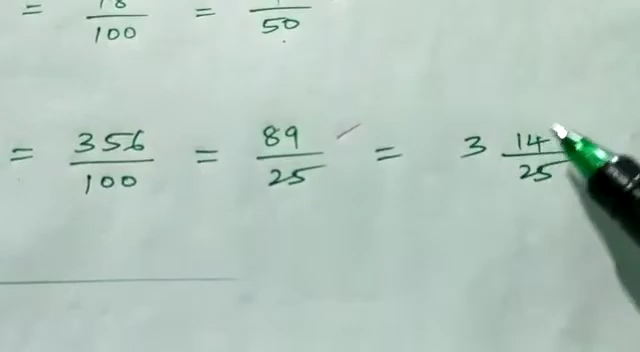 = 18/100 = /50
= 356/100 = 89/25 = 3 14/25